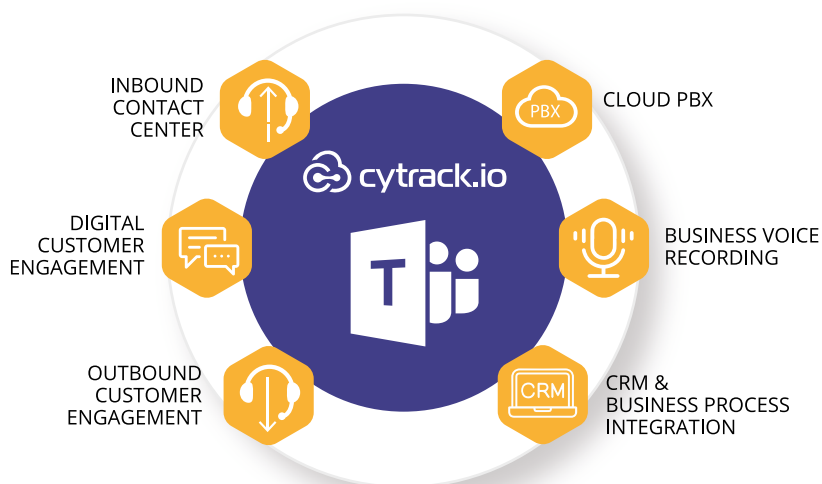 INBOUND
CONTACT
CENTER
PBX
CLOUD PBX
cytrack.io
DIGITAL
CUSTOMER
ENGAGEMENT
T
BUSINESS VOICE
RECORDING
OUTBOUND
CUSTOMER
ENGAGEMENT
CRM
CRM &
BUSINESS PROCESS
INTEGRATION